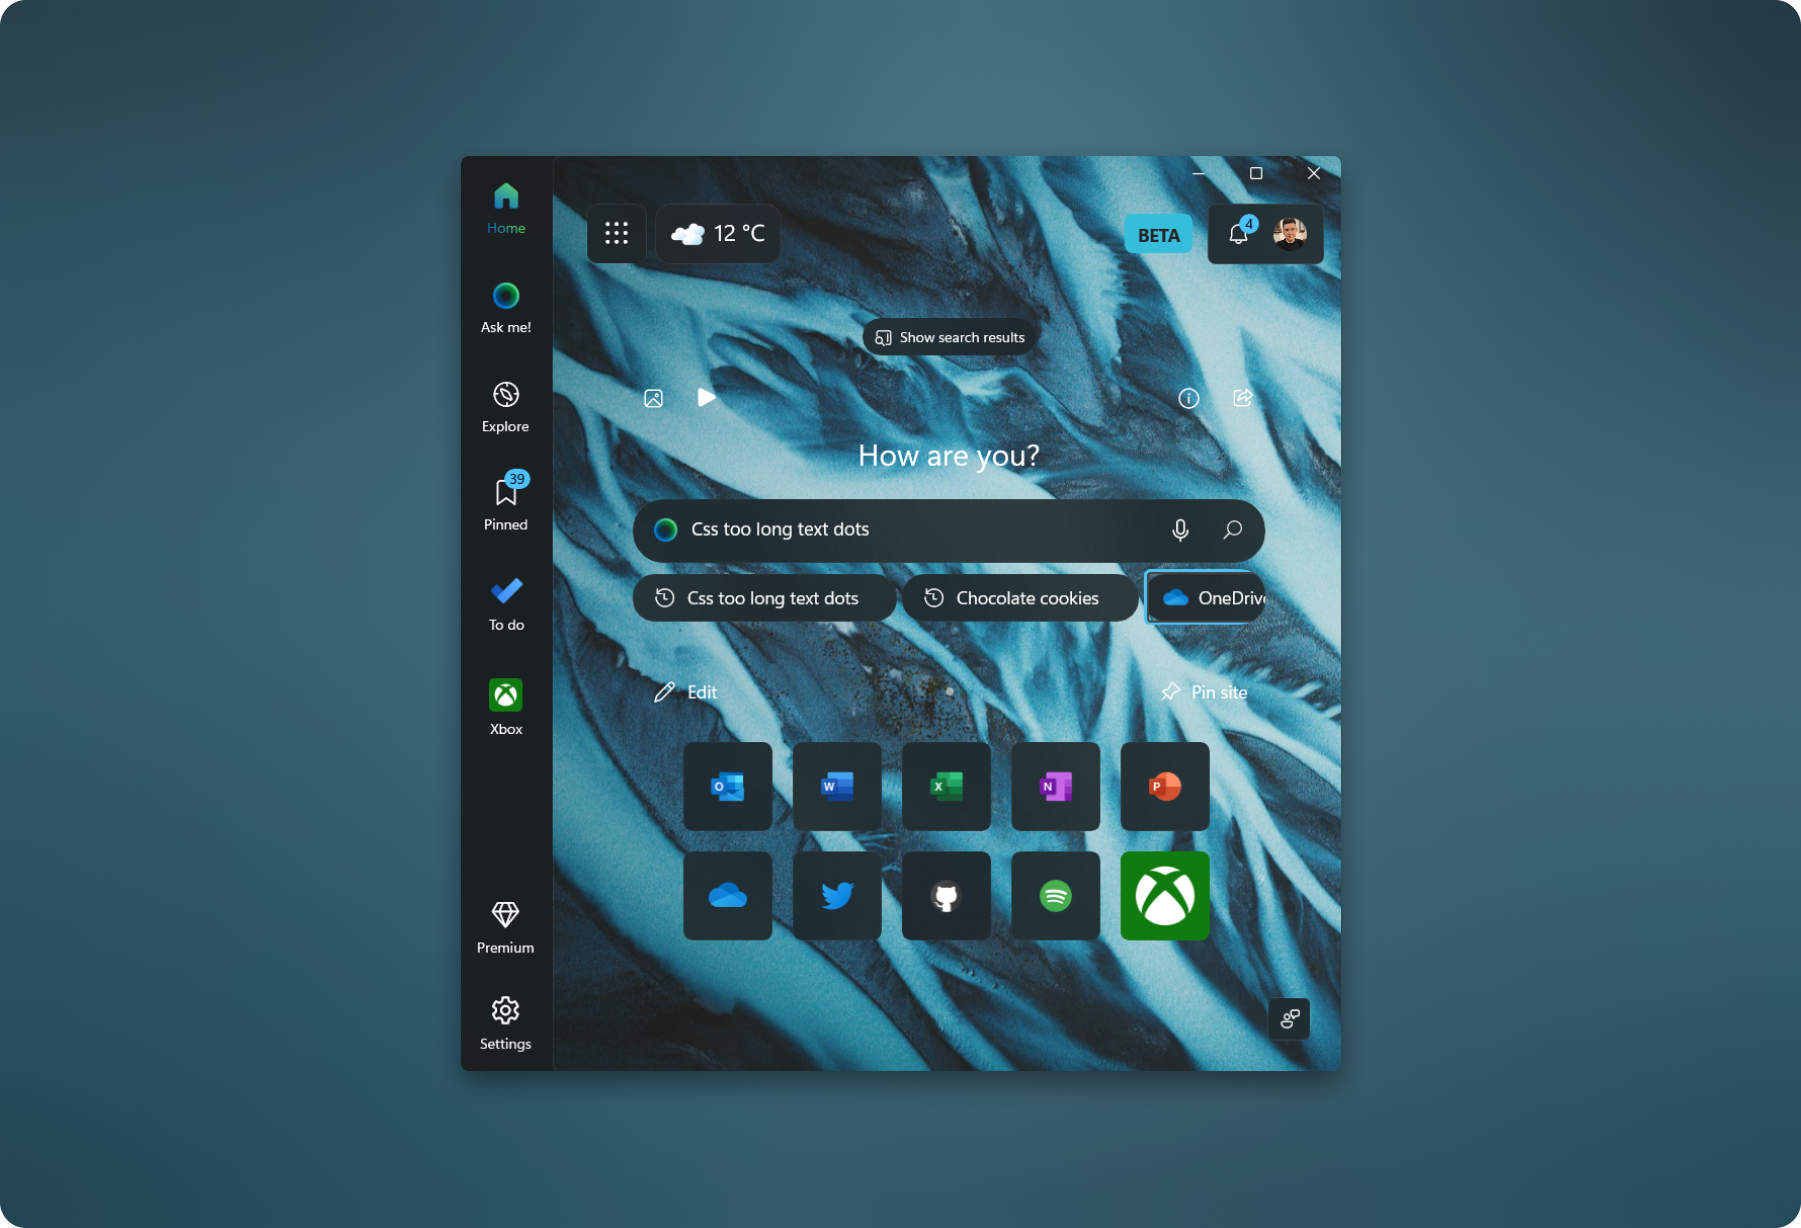 Home
Ask me!
Explore
39
Pinned
To do
Xbox
Premium
Settings
12 °C
BETA
4
Show search results
How are you?
Css too long text dots
Css too long text dots
Chocolate cookies
OneDrive
Edit
Pin site
O
W
X
N
P